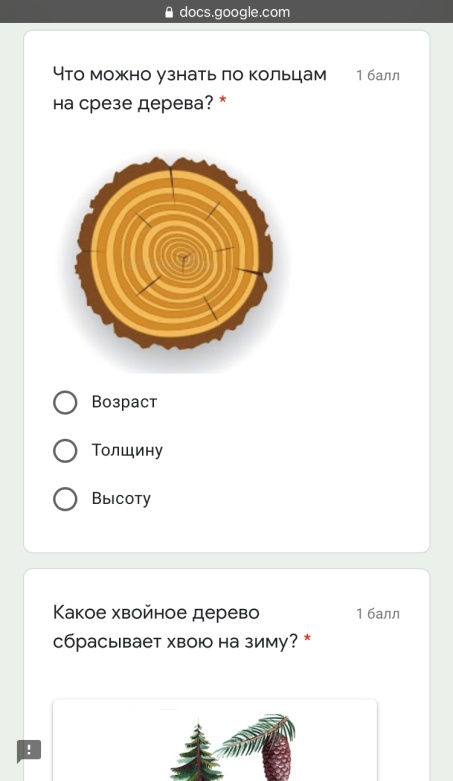 docs.google.com
Что можно узнать по кольцам 1 балл
на срезе дерева? *
Возраст
Толщину
Высоту
Какое хвойное дерево 1 балл
сбрасывает хвою на зиму? *